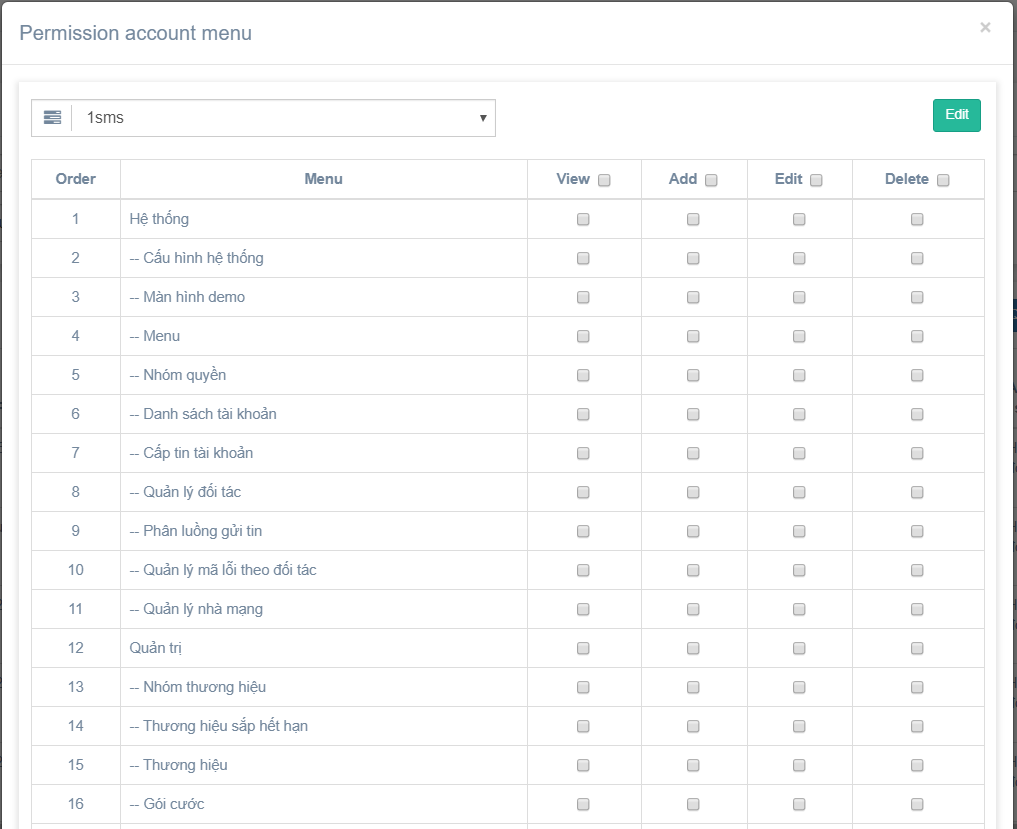 Permission account menu
×
1sms
Edit
Order Menu View Add Edit Delete
1 Hệ thống
2 -- Cấu hình hệ thống
3 -- Màn hình demo
4 -- Menu
5 -- Nhóm quyền
6 -- Danh sách tài khoản
7 -- Cấp tin tài khoản
8 -- Quản lý đối tác
9 -- Phân luồng gửi tin
10 -- Quản lý mã lỗi theo đối tác
11 -- Quản lý nhà mạng
12 Quản trị
13 -- Nhóm thương hiệu
14 -- Thương hiệu sắp hết hạn
15 -- Thương hiệu
16 -- Gói cước